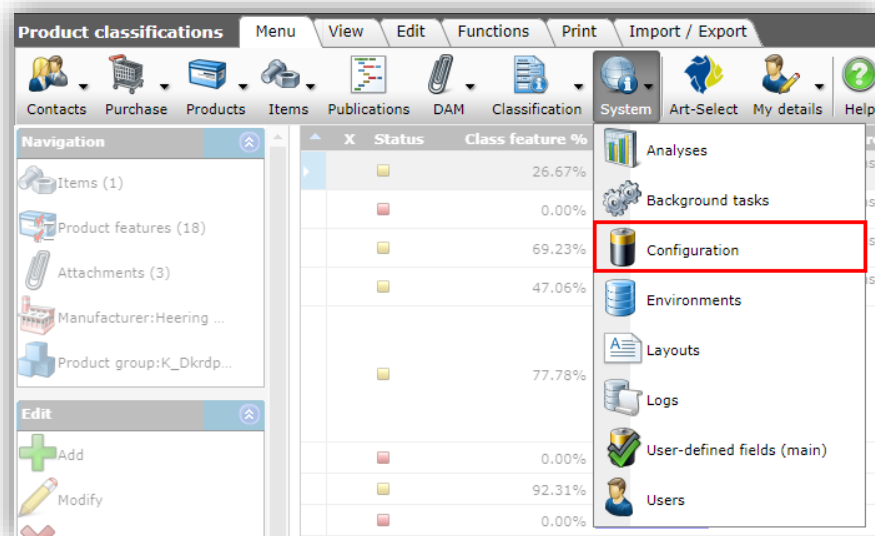 Product classifications Menu View Edit Functions Print Import / Export
Contacts Purchase Products Items Publications DAM Classification System Art-Select My details Help
Navigation
Items (1)
Product features (18)
Attachments (3)
Manufacturer:Heering ...
Product group:K_Dkrdp...
Edit
Add
Modify
X Status Class feature %
26.67%
0.00%
69.23%
47.06%
77.78%
0.00%
92.31%
0.00%
Analyses
Background tasks
Configuration
Environments
Layouts
Logs
User-defined fields (main)
Users